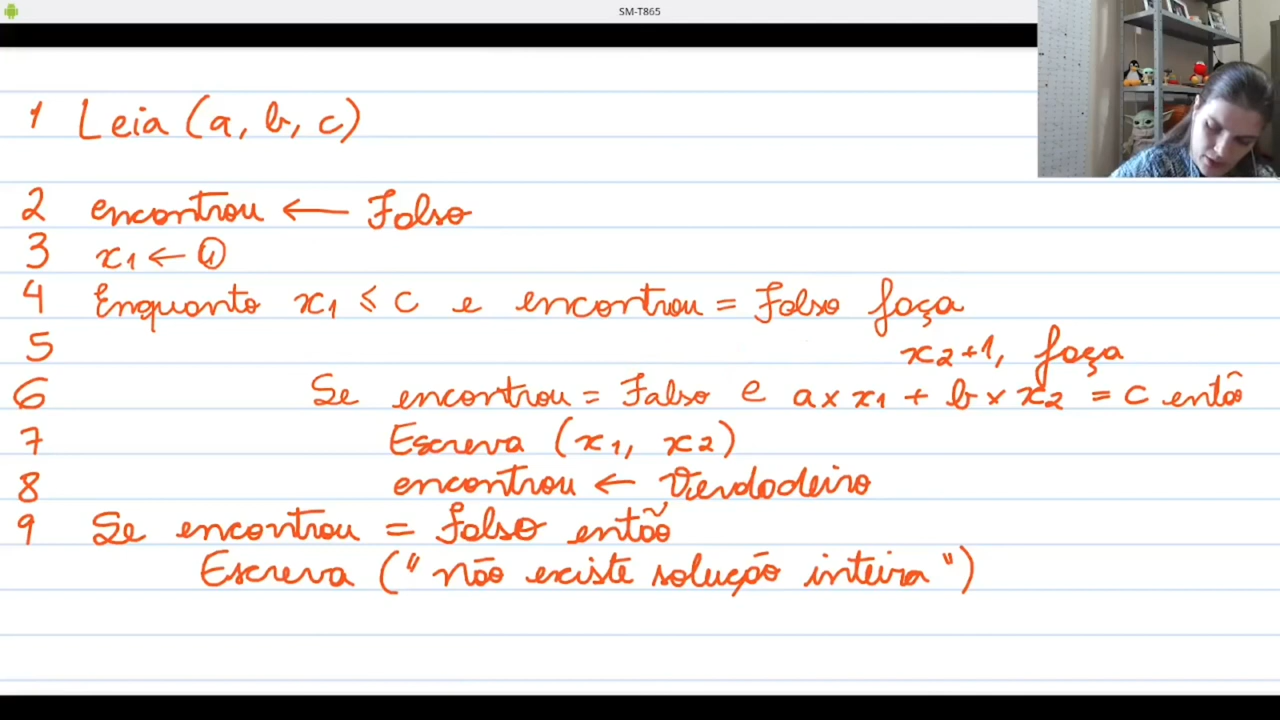 SM-T865
1 Leia (a, b, c)
2 encontrou ← Falso
3 x1 ←
4 Enquanto x1 ≤ c e encontrou = Falso faça
5 x2+1, faça
6 Se encontrou = Falso e a x x1 + b x x2 = c então
7 Escreva (x1, x2)
8 encontrou ← Verdadeiro
9 Se encontrou = Falso então
Escreva ("não existe solução inteira")